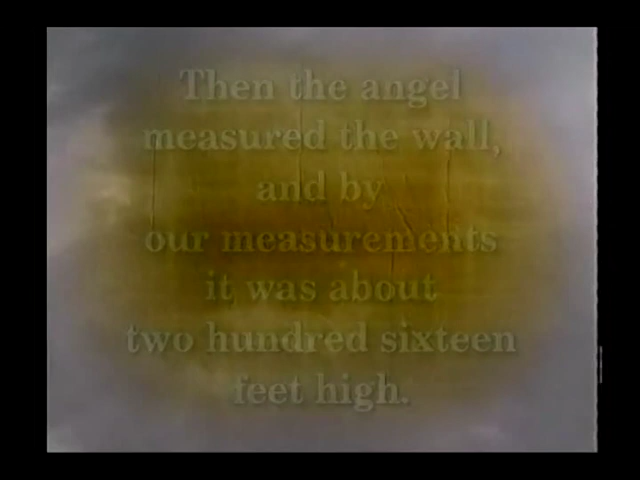 Then the angel
measured the wall,
and by
our measurements
it was about
two hundred sixteen
feet high.